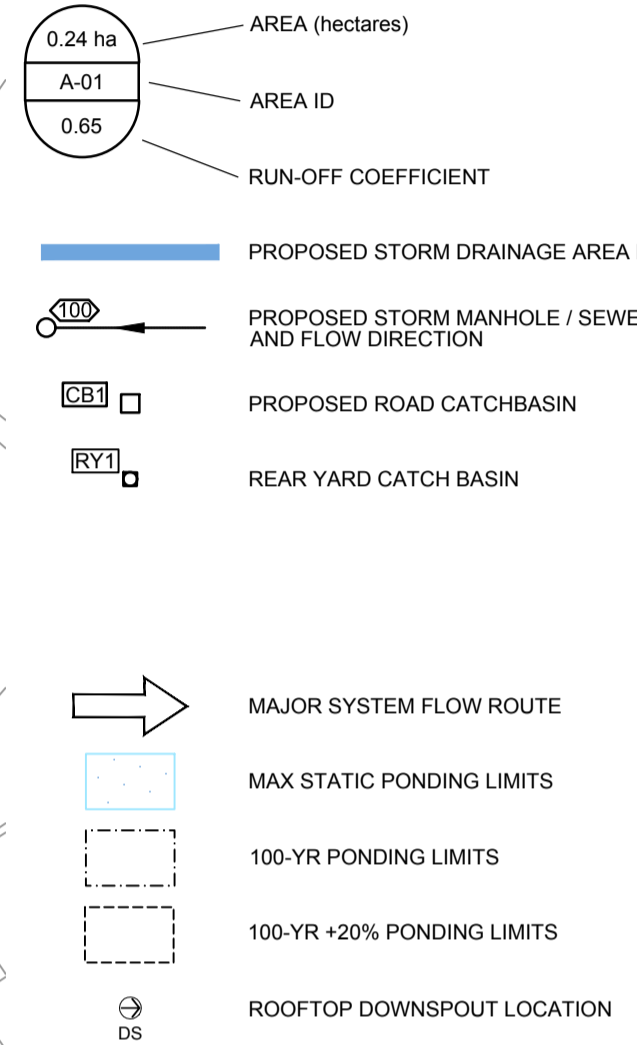 0.24 ha
AREA (hectares)
A-01
AREA ID
0.65
RUN-OFF COEFFICIENT
PROPOSED STORM DRAINAGE AREA
100
PROPOSED STORM MANHOLE / SEWE
AND FLOW DIRECTION
CB1
PROPOSED ROAD CATCHBASIN
RY1
REAR YARD CATCH BASIN
MAJOR SYSTEM FLOW ROUTE
MAX STATIC PONDING LIMITS
100-YR PONDING LIMITS
100-YR +20% PONDING LIMITS
ROOFTOP DOWNSPOUT LOCATION
DS